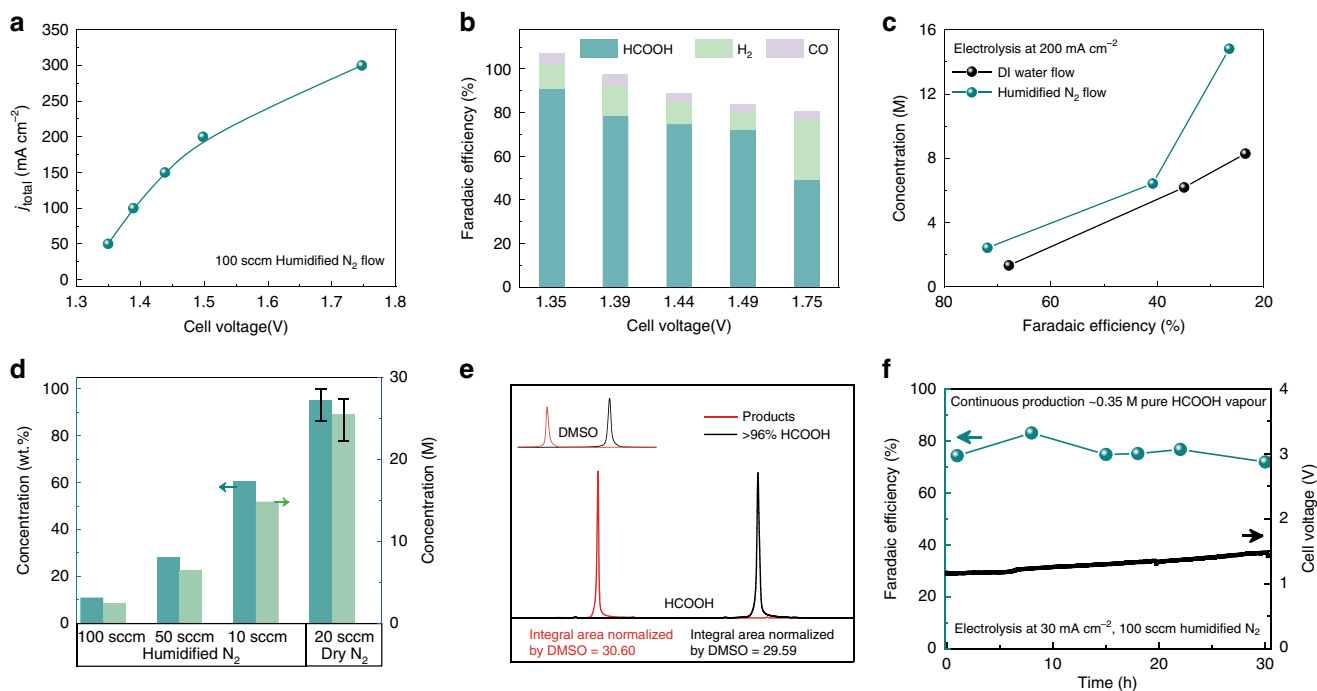 a
350
300
250
200
150
100
50
0
j total (mA cm−2)
100 sccm Humidified N2 flow
1.3 1.4 1.5 1.6 1.7 1.8
Cell voltage(V)
b
HCOOH H2 CO
100
80
60
40
20
0
Faradaic efficiency (%)
1.35 1.39 1.44 1.49 1.75
Cell voltage (V)
c
16
12
8
4
0
Concentration (M)
Electrolysis at 200 mA cm−2
DI water flow
Humidified N2 flow
80 60 40 20
Faradaic efficiency (%)
d
100
80
60
40
20
0
Concentration (wt.%)
30
20
10
0
Concentration (M)
100 sccm 50 sccm 10 sccm 20 sccm
Humidified N2 Dry N2
e
Products
>96% HCOOH
DMSO
HCOOH
Integral area normalized
by DMSO = 30.60
Integral area normalized
by DMSO = 29.59
f
100
80
60
40
20
0
Faradaic efficiency (%)
Continuous production ~0.35 M pure HCOOH vapour
4
3
2
1
0
Cell voltage (V)
Electrolysis at 30 mA cm−2, 100 sccm humidified N2
0 10 20 30
Time (h)